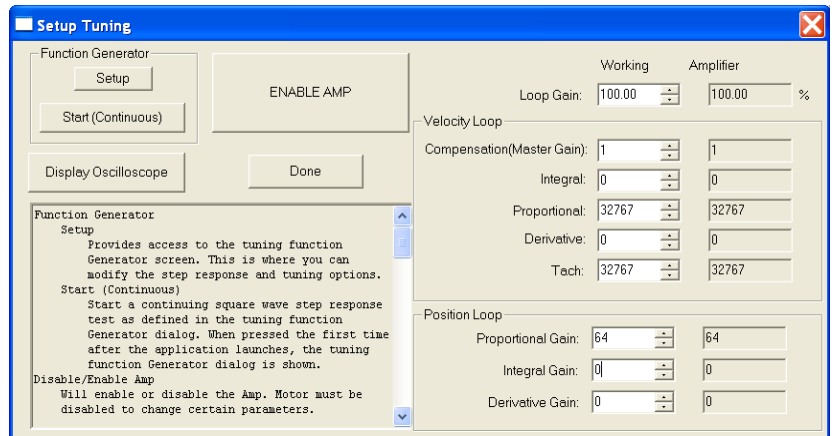 Setup Tuning
Function Generator
Setup
Start (Continuous)
ENABLE AMP
Display Oscilloscope
Done
Function Generator
Setup
Provides access to the tuning function
Generator screen. This is where you can
modify the step response and tuning options.
Start (Continuous)
Start a continuing square wave step response
test as defined in the tuning function
Generator dialog. When pressed the first time
after the application launches, the tuning
function Generator dialog is shown.
Disable/Enable Amp
Will enable or disable the Amp. Motor must be
disabled to change certain parameters.
Working Amplifier
Loop Gain: 100.00 100.00 %
Velocity Loop
Compensation(Master Gain): 1 1
Integral: 0 0
Proportional: 32767 32767
Derivative: 0 0
Tach: 32767 32767
Position Loop
Proportional Gain: 64 64
Integral Gain: 0 0
Derivative Gain: 0 0